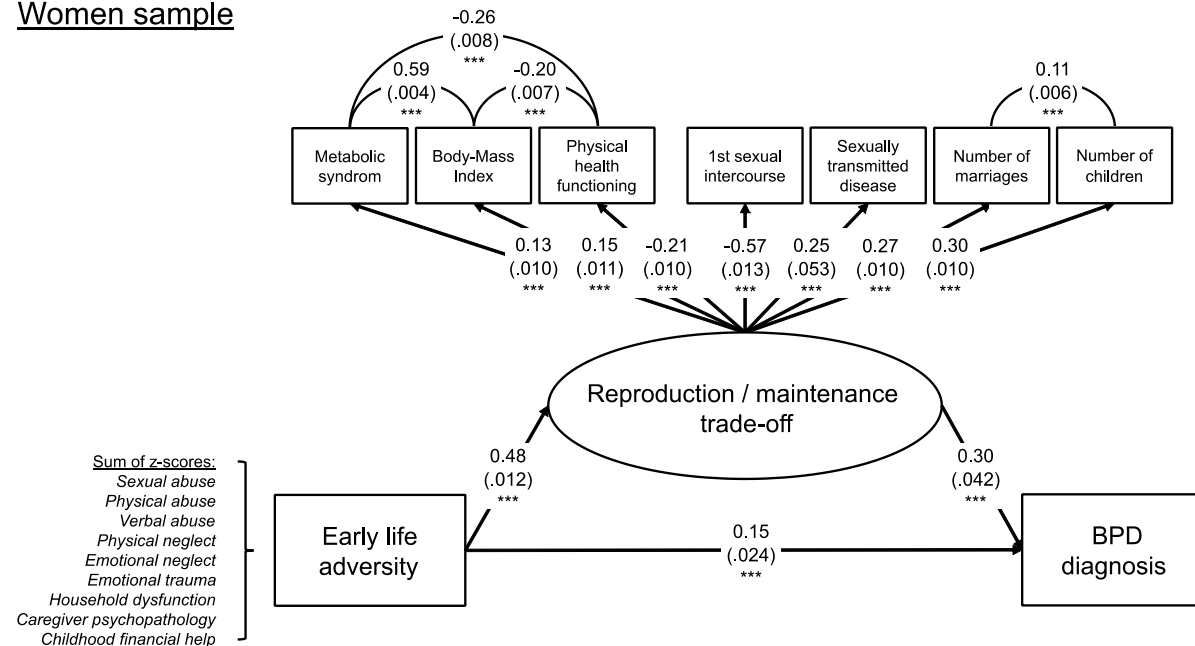 Women sample
-0.26
(.008)
***
0.59
(.004)
***
-0.20
(.007)
***
0.11
(.006)
***
Metabolic
syndrom
Body-Mass
Index
Physical
health
functioning
1st sexual
intercourse
Sexually
transmitted
disease
Number of
marriages
Number of
children
0.13
(.010)
***
0.15
(.011)
***
-0.21
(.010)
***
-0.57
(.013)
***
0.25
(.053)
***
0.27
(.010)
***
0.30
(.010)
***
Reproduction / maintenance
trade-off
0.48
(.012)
***
0.30
(.042)
***
Sum of z-scores:
Sexual abuse
Physical abuse
Verbal abuse
Physical neglect
Emotional neglect
Emotional trauma
Household dysfunction
Caregiver psychopathology
Childhood financial help
Early life
adversity
0.15
(.024)
***
BPD
diagnosis